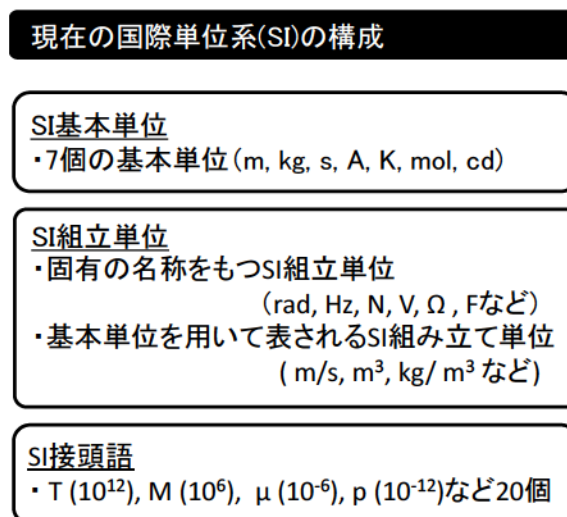 現在の国際単位系(SI)の構成
SI基本単位
・7個の基本単位(m, kg, s, A, K, mol, cd)
SI組立単位
・固有の名称をもつSI組立単位
(rad, Hz, N, V, Ω , Fなど)
・基本単位を用いて表されるSI組み立て単位
( m/s, m³, kg/ m³ など)
SI接頭語
・ T (10¹²), M (10⁶), μ (10⁻⁶), p (10⁻¹²)など20個